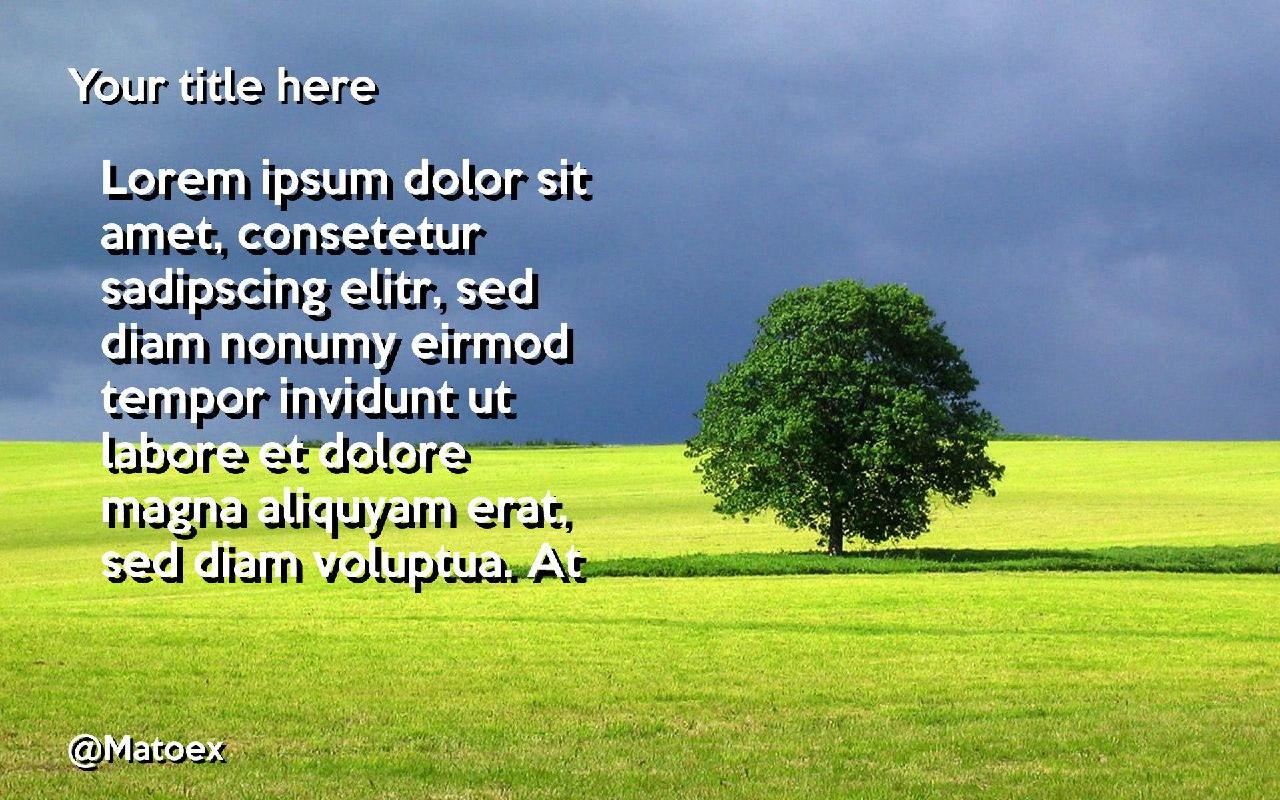 Your title here
Lorem ipsum dolor sit
amet, consetetur
sadipscing elitr, sed
diam nonumy eirmod
tempor invidunt ut
labore et dolore
magna aliquyam erat,
sed diam voluptua. At
@Matoex